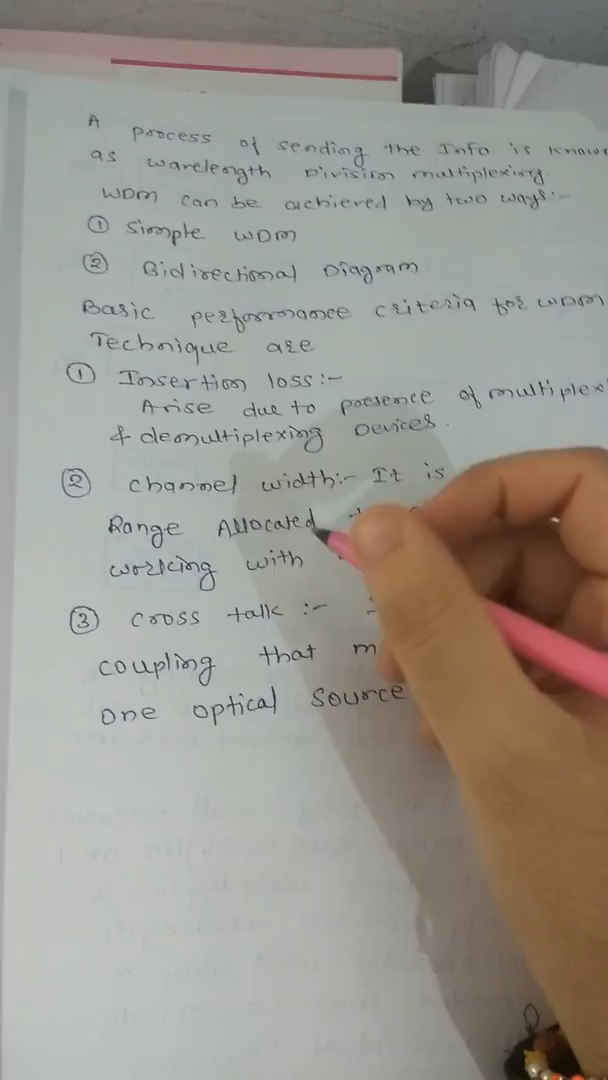 A process of sending the Info is known
as wavelength Division multiplexing.
WDM can be achieved by two ways:-
① Simple WDM
② Bidirectional Diagram.
Basic performance criteria for WDM
Technique are
① Insertion loss:-
Arise due to presence of multiplex
& demultiplexing Devices.
② Channel width:- It is
Range Allocated
working with
③ Cross talk :-
coupling that
One optical source